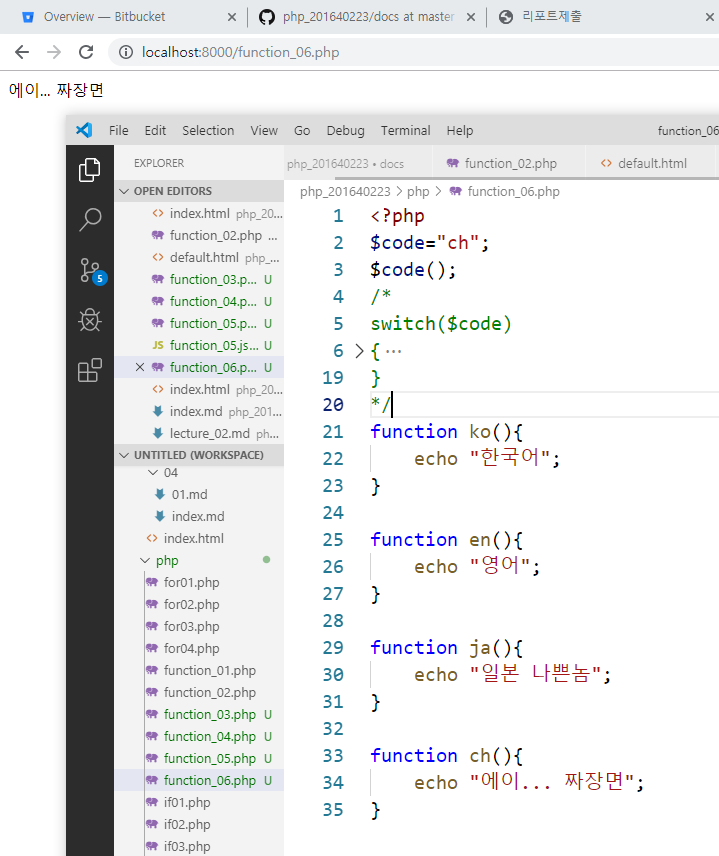 Overview — Bitbucket
php_201640223/docs at master
리포트제출
localhost:8000/function_06.php
에이... 짜장면
File Edit Selection View Go Debug Terminal Help function_06
EXPLORER
OPEN EDITORS
index.html php_20...
function_02.php ...
default.html php_...
function_03.p... U
function_04.p... U
function_05.p... U
JS function_05.js... U
function_06.p... U
index.html php_20...
index.md php_201...
lecture_02.md ph...
5
UNTITLED (WORKSPACE)
04
01.md
index.md
index.html
php
for01.php
for02.php
for03.php
for04.php
function_01.php
function_02.php
function_03.php U
function_04.php U
function_05.php U
function_06.php U
if01.php
if02.php
if03.php
php_201640223 • docs function_02.php default.html
php_201640223 > php > function_06.php
1 <?php
2 $code="ch";
3 $code();
4 /*
5 switch($code)
6 { ...
19 }
20 */
21 function ko(){
22 echo "한국어";
23 }
24
25 function en(){
26 echo "영어";
27 }
28
29 function ja(){
30 echo "일본 나쁜놈";
31 }
32
33 function ch(){
34 echo "에이... 짜장면";
35 }